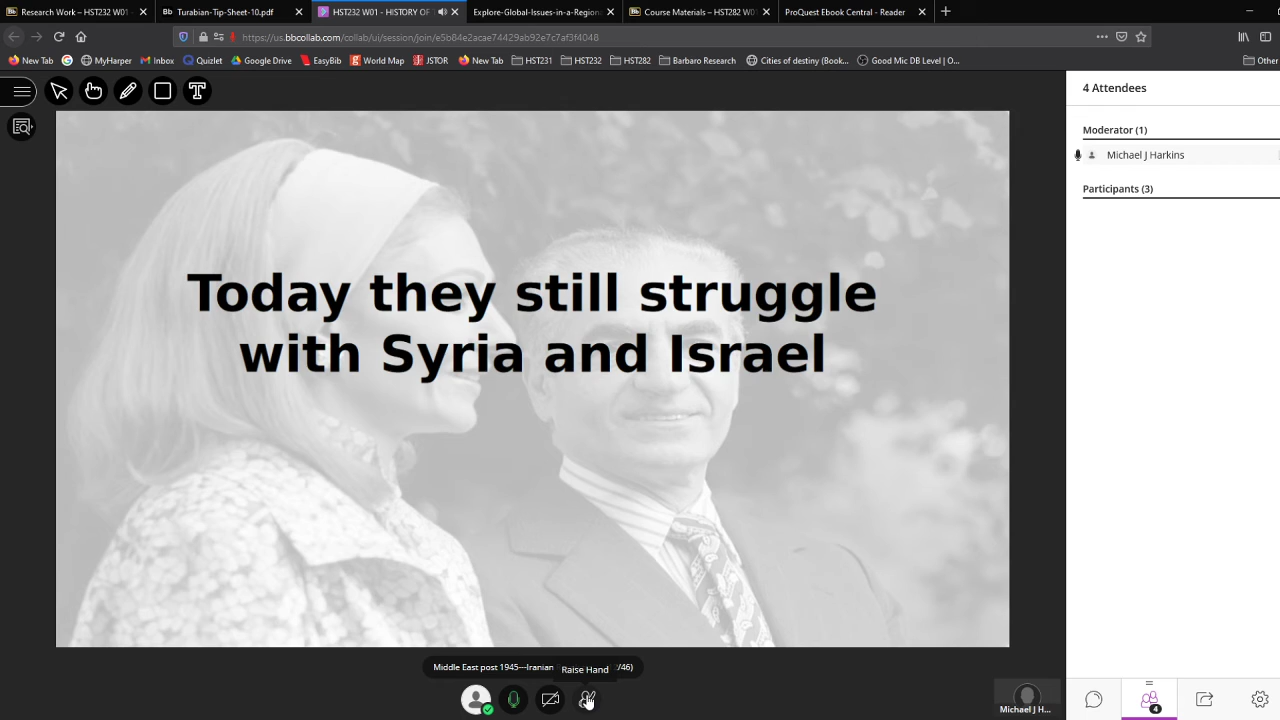 Research Work – HST232 W01
Turabian-Tip-Sheet-10.pdf
HST232 W01 - HISTORY OF
Explore-Global-Issues-in-a-Region
Course Materials – HST282 W01
ProQuest Ebook Central - Reader
https://us.bbcollab.com/collab/ui/session/join/e5b84e2acae74429ab92e7c7af3f4048
New Tab
MyHarper
Inbox
Quizlet
Google Drive
EasyBib
World Map
JSTOR
New Tab
HST231
HST232
HST282
Barbaro Research
Cities of destiny (Book...
Good Mic DB Level | O...
Other
4 Attendees
Moderator (1)
Michael J Harkins
Participants (3)
Today they still struggle
with Syria and Israel
Middle East post 1945---Iranian
/46)
Raise Hand
Michael J H...
4